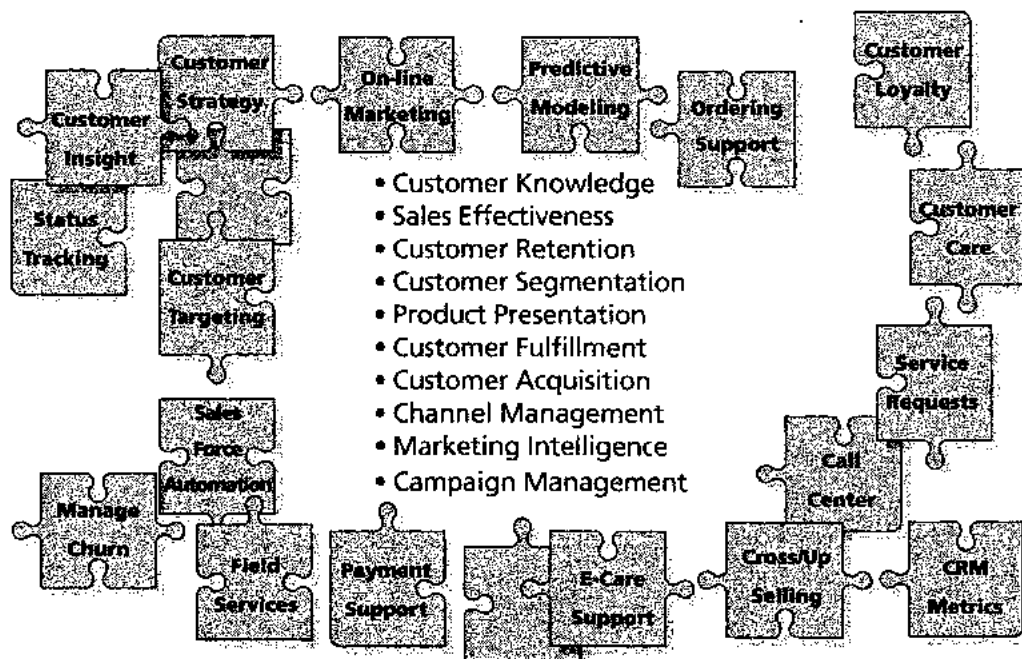 Customer
Strategy
On-line
Marketing
Predictive
Modeling
Ordering
Support
Customer
Loyalty
Customer
Insight
Status
Tracking
Customer
Targeting
• Customer Knowledge
• Sales Effectiveness
• Customer Retention
• Customer Segmentation
• Product Presentation
• Customer Fulfillment
• Customer Acquisition
• Channel Management
• Marketing Intelligence
• Campaign Management
Customer
Care
Service
Requests
Call
Center
Sales
Force
Automation
Manage
Churn
Field
Services
Payment
Support
E-Care
Support
Cross/Up
Selling
CRM
Metrics